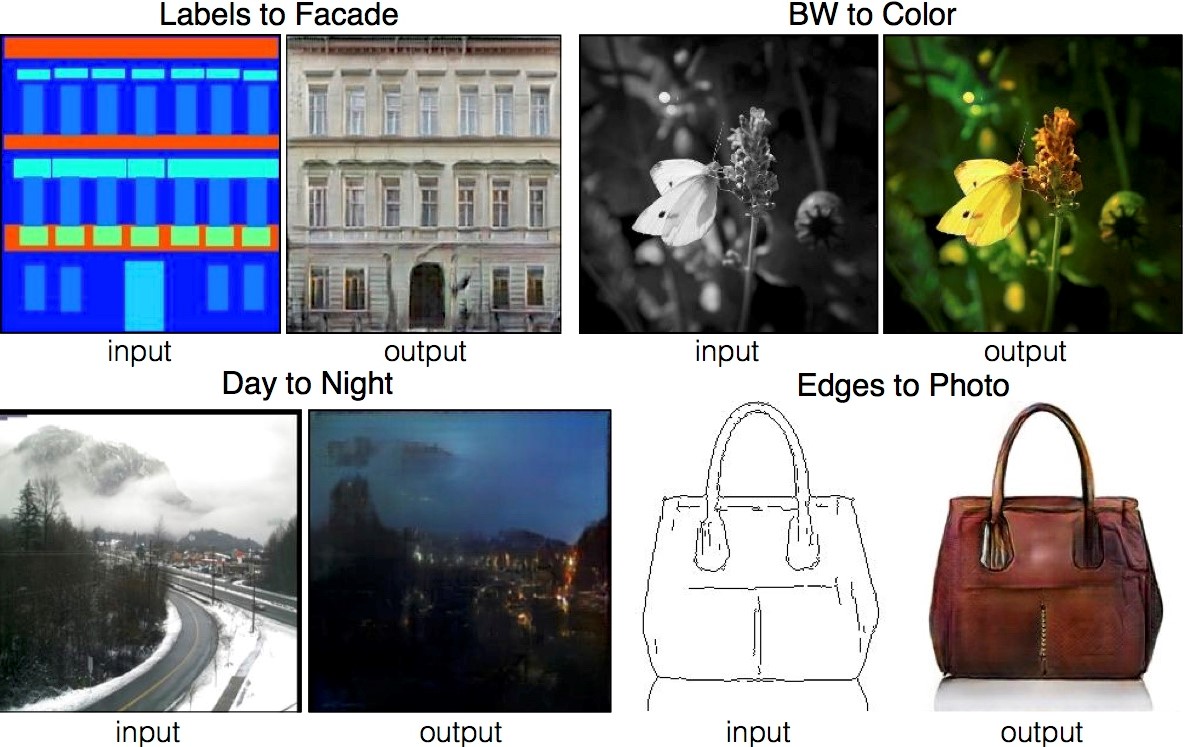 Labels to Facade
BW to Color
input
output
input
output
Day to Night
Edges to Photo
input
output
input
output